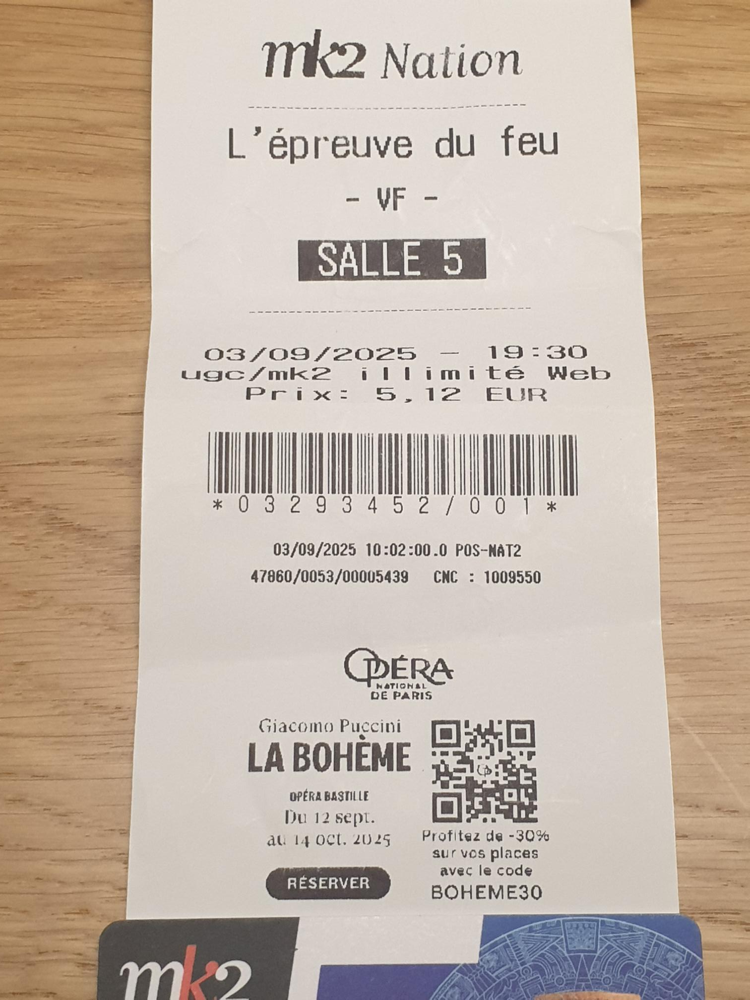 mk2 Nation
L'épreuve du feu
- VF -
SALLE 5
03/09/2025 - 19:30
ugc/mk2 illimité Web
Prix: 5,12 EUR
*03293452/001*
03/09/2025 10:02:00.0 POS-NAT2
47860/0053/00005439 CNC : 1009550
OPÉRA
NATIONAL
DE PARIS
Giacomo Puccini
LA BOHÈME
OPÉRA BASTILLE
Du 12 sept.
au 14 oct. 2025
RÉSERVER
Profitez de -30%
sur vos places
avec le code
BOHEME30
mk2